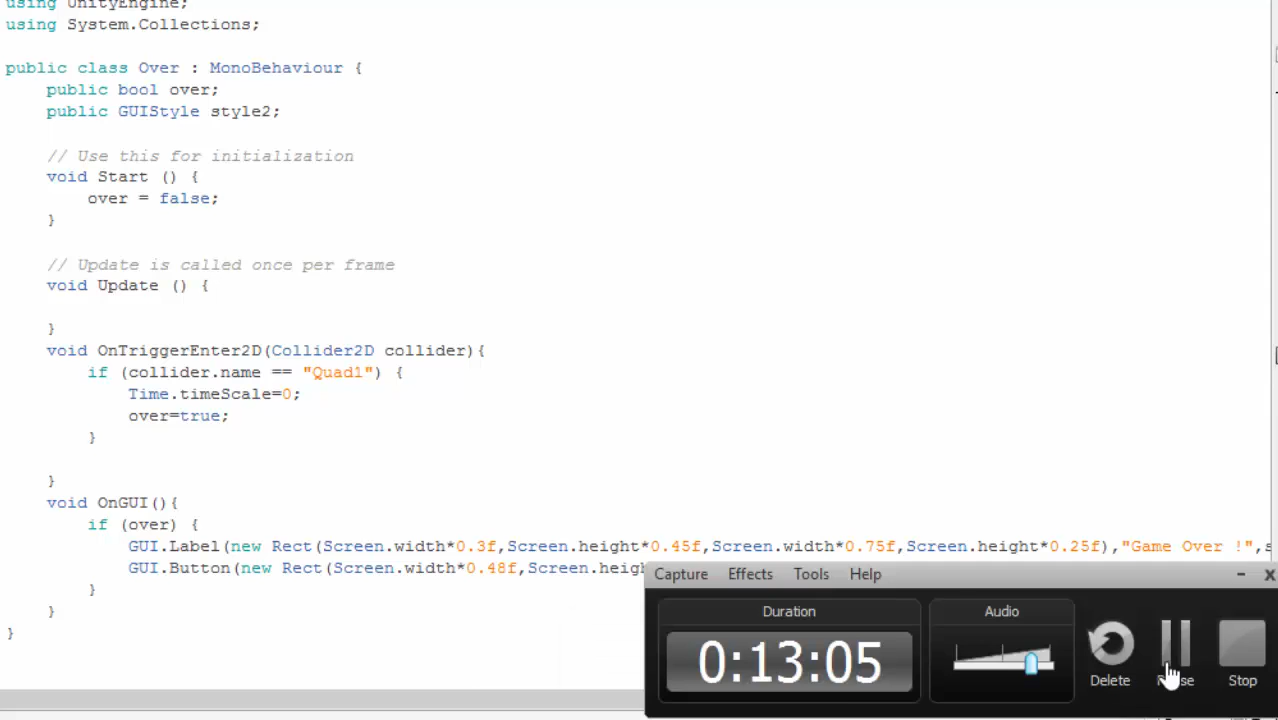 using UnityEngine;
using System.Collections;
public class Over : MonoBehaviour {
public bool over;
public GUIStyle style2;
// Use this for initialization
void Start () {
over = false;
}
// Update is called once per frame
void Update () {
}
void OnTriggerEnter2D(Collider2D collider){
if (collider.name == "Quad1") {
Time.timeScale=0;
over=true;
}
}
void OnGUI(){
if (over) {
GUI.Label(new Rect(Screen.width*0.3f,Screen.height*0.45f,Screen.width*0.75f,Screen.height*0.25f),"Game Over !",s
GUI.Button(new Rect(Screen.width*0.48f,Screen.heigh
}
}
}
Capture Effects Tools Help
Duration
0:13:05
Audio
Delete
Stop